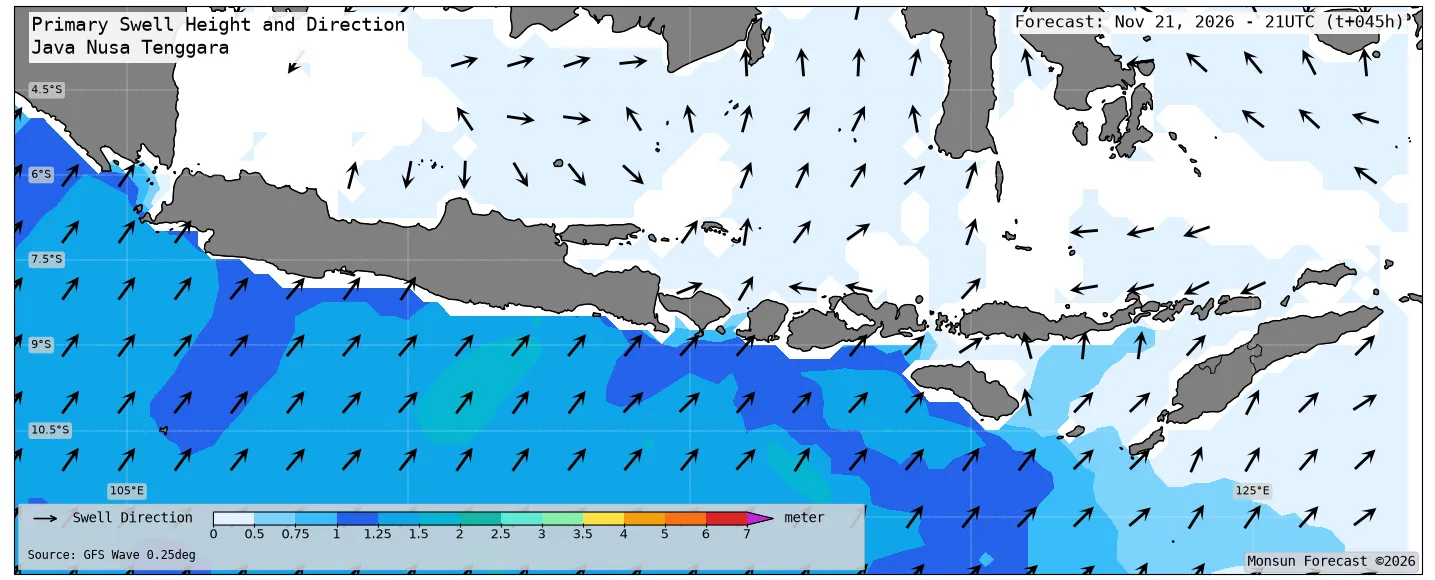 Primary Swell Height and Direction
Java Nusa Tenggara
Forecast: Nov 21, 2026 - 21UTC (t+045h)
4.5°S
6°S
7.5°S
9°S
10.5°S
105°E
125°E
Swell Direction
0 0.5 0.75 1 1.25 1.5 2 2.5 3 3.5 4 5 6 7
meter
Source: GFS Wave 0.25deg
Monsun Forecast ©2026